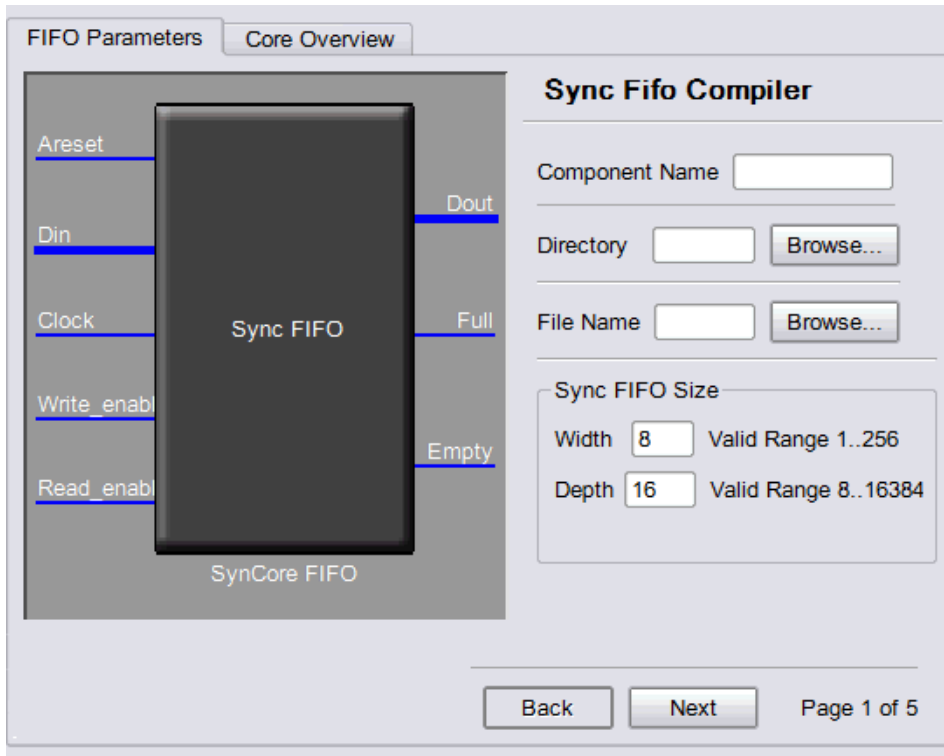 FIFO Parameters
Core Overview
Areset
Din
Clock
Write_enabl
Read_enabl
Sync FIFO
Dout
Full
Empty
SynCore FIFO
Sync Fifo Compiler
Component Name
Directory
Browse...
File Name
Browse...
Sync FIFO Size
Width 8 Valid Range 1..256
Depth 16 Valid Range 8..16384
Back
Next
Page 1 of 5